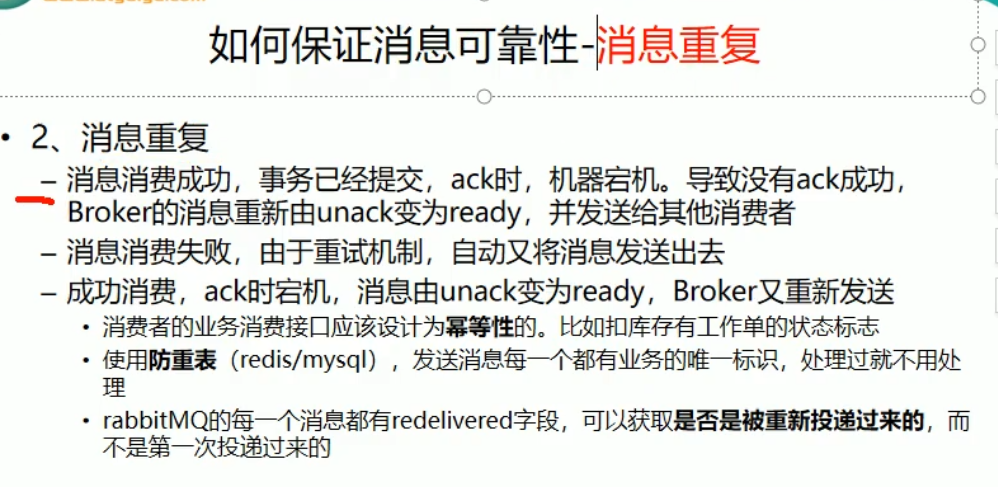 如何保证消息可靠性-消息重复
• 2、消息重复
– 消息消费成功，事务已经提交，ack时，机器宕机。导致没有ack成功，
Broker的消息重新由unack变为ready，并发送给其他消费者
– 消息消费失败，由于重试机制，自动又将消息发送出去
– 成功消费，ack时宕机，消息由unack变为ready，Broker又重新发送
• 消费者的业务消费接口应该设计为幂等性的。比如扣库存有工作单的状态标志
• 使用防重表（redis/mysql），发送消息每一个都有业务的唯一标识，处理过就不用处
理
• rabbitMQ的每一个消息都有redelivered字段，可以获取是否是被重新投递过来的，而
不是第一次投递过来的